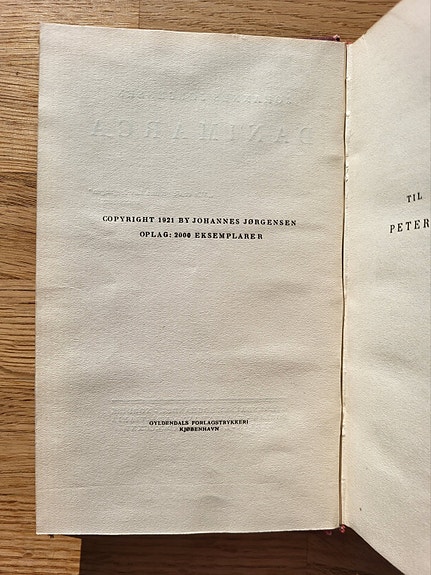 COPYRIGHT 1921 BY JOHANNES JØRGENSEN
OPLAG: 2000 EKSEMPLARER
GYLDENDALS FORLAGSTRYKKERI
KJØBENHAVN
TIL
PETER